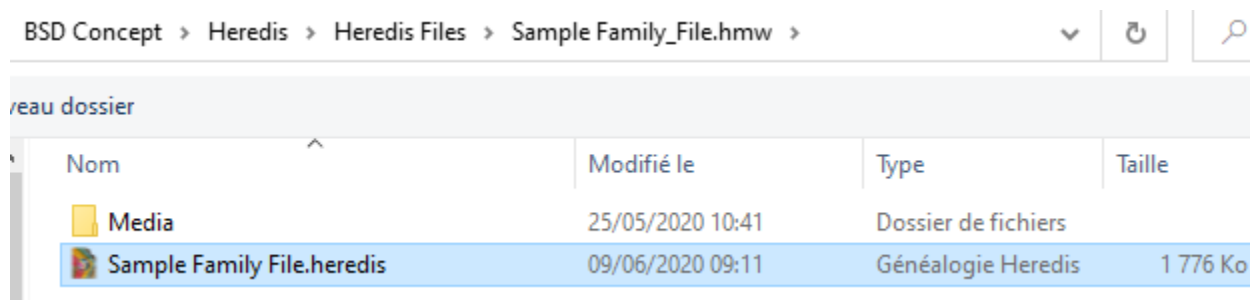 BSD Concept > Heredis > Heredis Files > Sample Family_File.hmw >
veau dossier
Nom Modifié le Type Taille
Media 25/05/2020 10:41 Dossier de fichiers
Sample Family File.heredis 09/06/2020 09:11 Généalogie Heredis 1 776 Ko